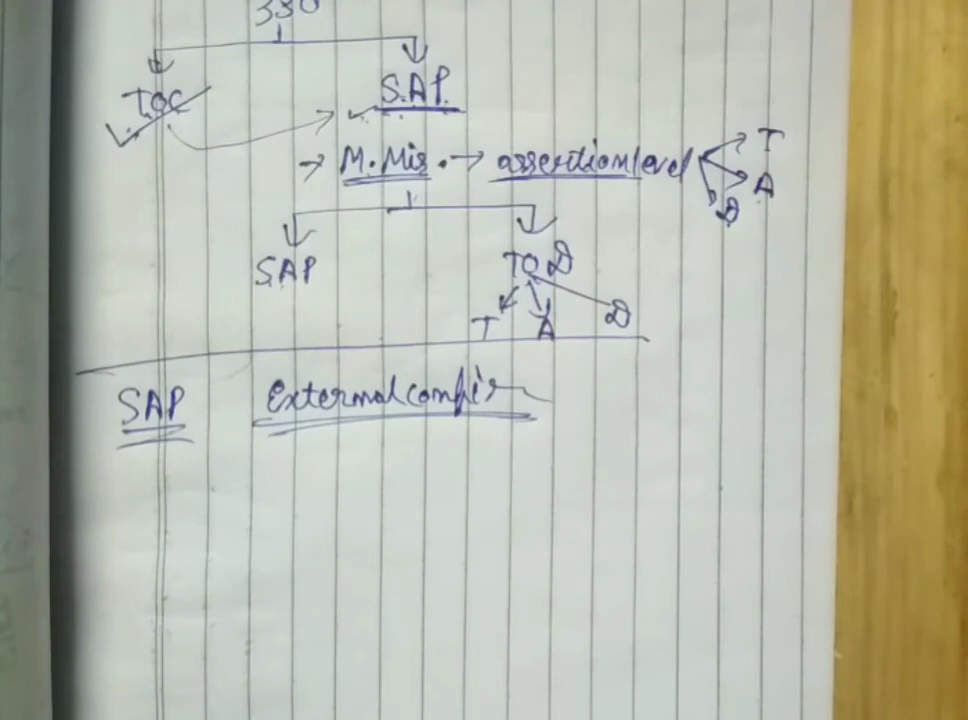 330
TOC S.A.P.
→ M.Mis. → assertion level T
A
D
SAP TOD
T A D
SAP External confir